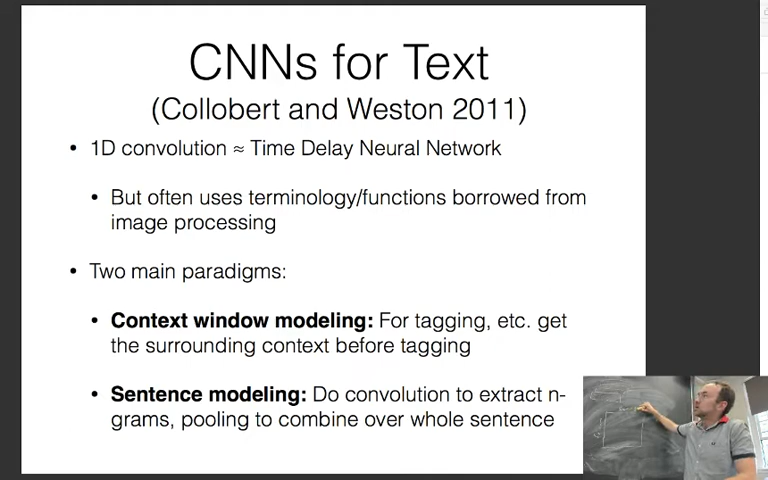 CNNs for Text
(Collobert and Weston 2011)
• 1D convolution ≈ Time Delay Neural Network
• But often uses terminology/functions borrowed from
image processing
• Two main paradigms:
• Context window modeling: For tagging, etc. get
the surrounding context before tagging
• Sentence modeling: Do convolution to extract n-
grams, pooling to combine over whole sentence